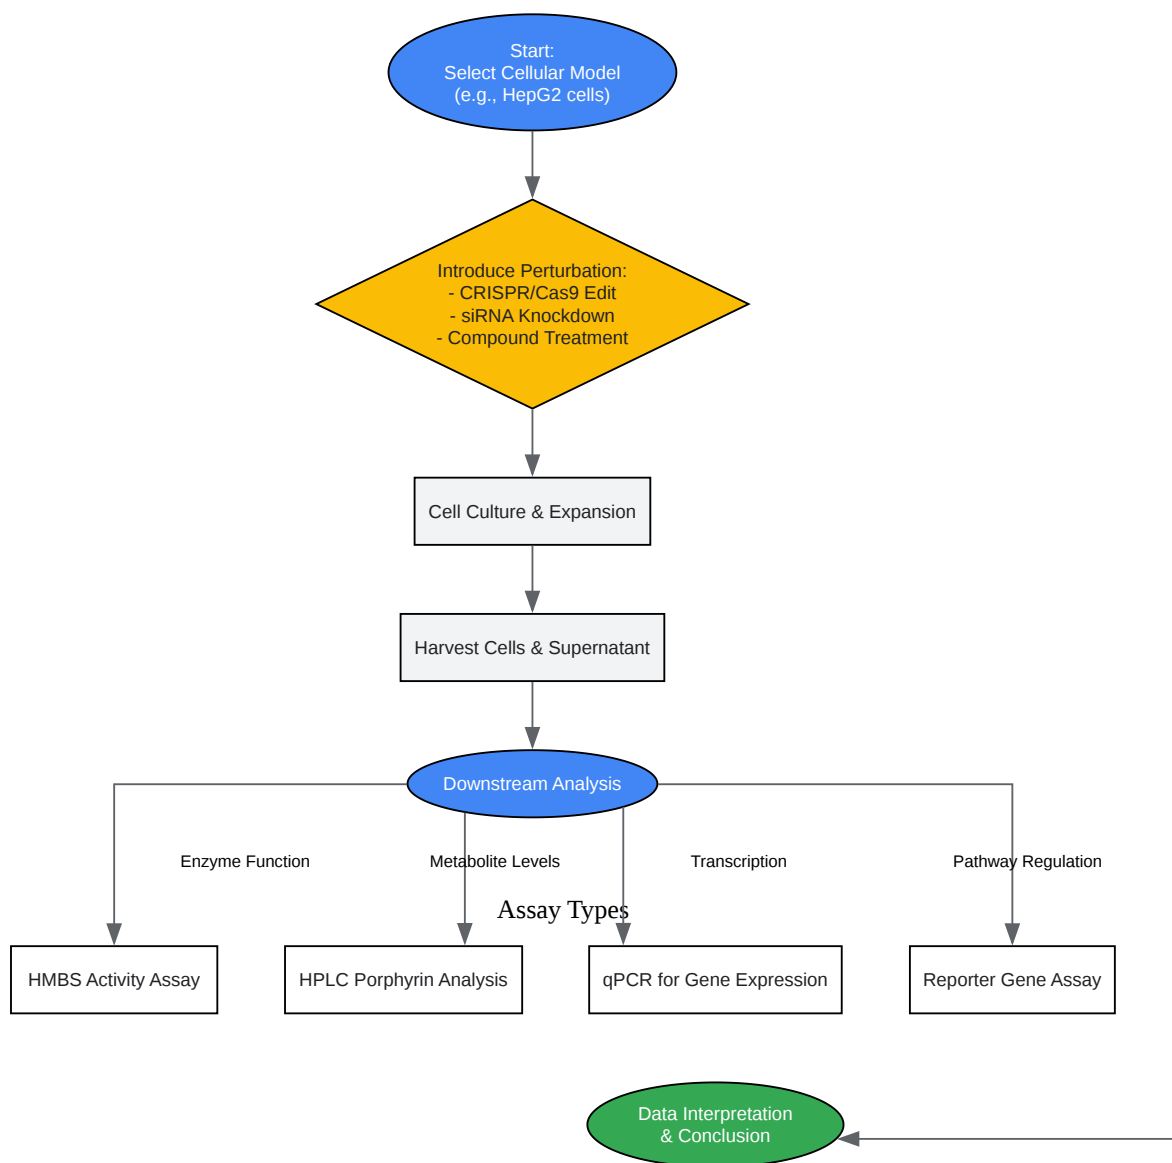 Start:
Select Cellular Model
(e.g., HepG2 cells)
Introduce Perturbation:
- CRISPR/Cas9 Edit
- siRNA Knockdown
- Compound Treatment
Cell Culture & Expansion
Harvest Cells & Supernatant
Downstream Analysis
Enzyme Function
Metabolite Levels
Transcription
Pathway Regulation
Assay Types
HMBS Activity Assay
HPLC Porphyrin Analysis
qPCR for Gene Expression
Reporter Gene Assay
Data Interpretation
& Conclusion